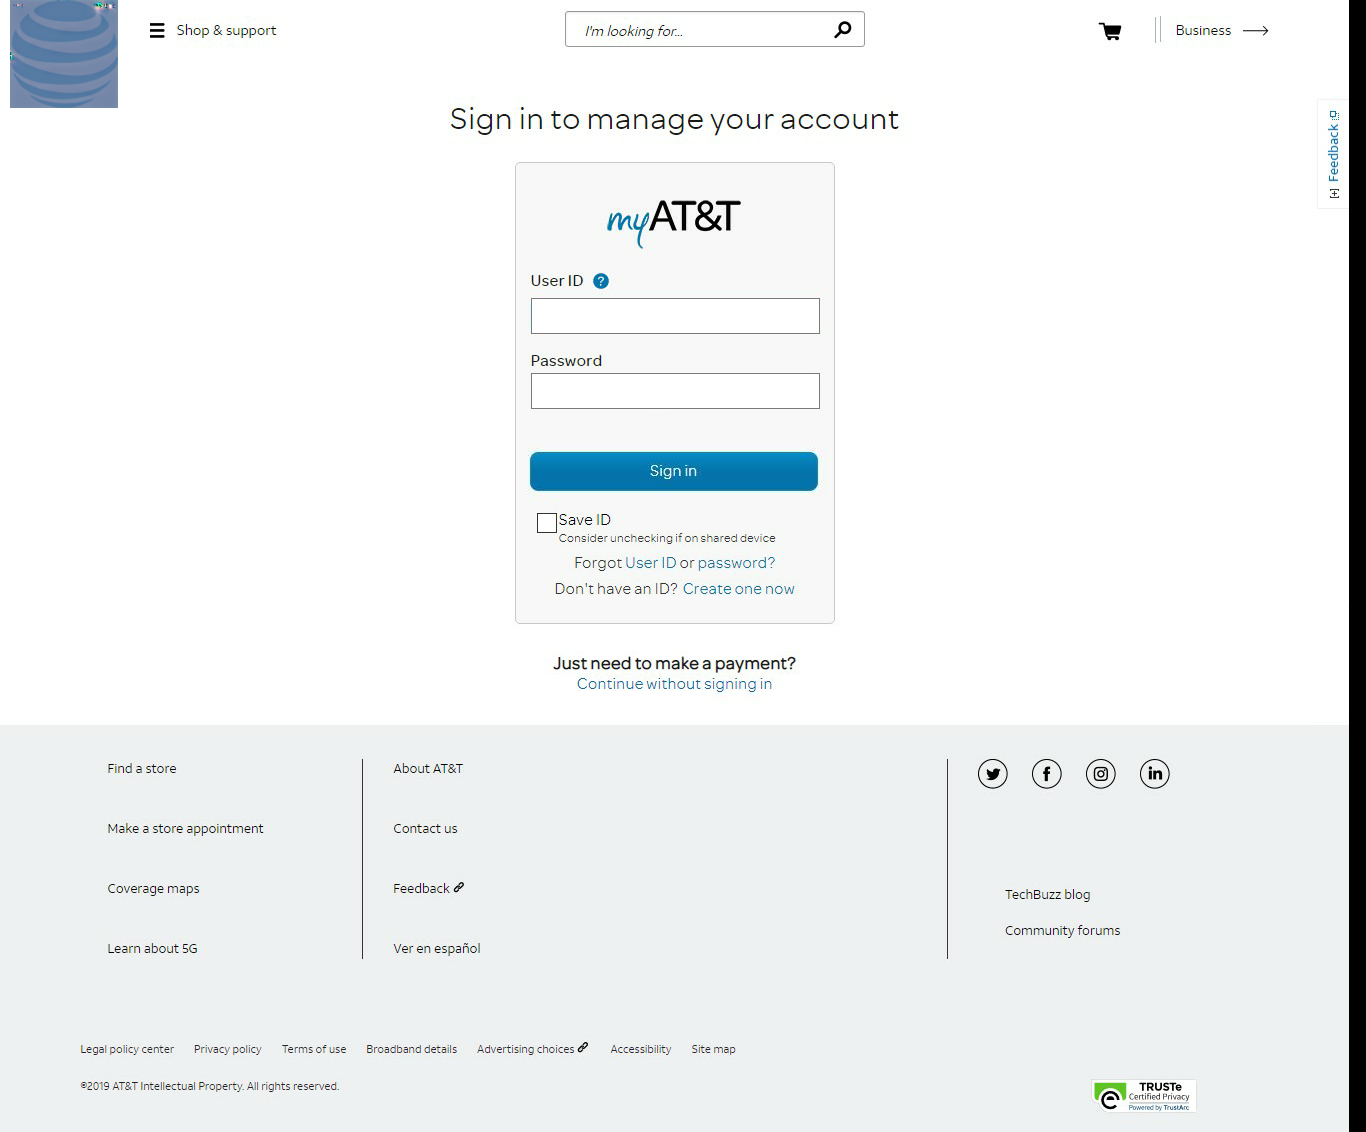 Shop & support
I'm looking for...
Business
Feedback
Sign in to manage your account
myAT&T
User ID ?
Password
Sign in
Save ID
Consider unchecking if on shared device
Forgot User ID or password?
Don't have an ID? Create one now
Just need to make a payment?
Continue without signing in
Find a store
Make a store appointment
Coverage maps
Learn about 5G
About AT&T
Contact us
Feedback
Ver en español
TechBuzz blog
Community forums
Legal policy center Privacy policy Terms of use Broadband details Advertising choices Accessibility Site map
©2019 AT&T Intellectual Property. All rights reserved.
TRUSTe
Certified Privacy
Powered by TrustArc